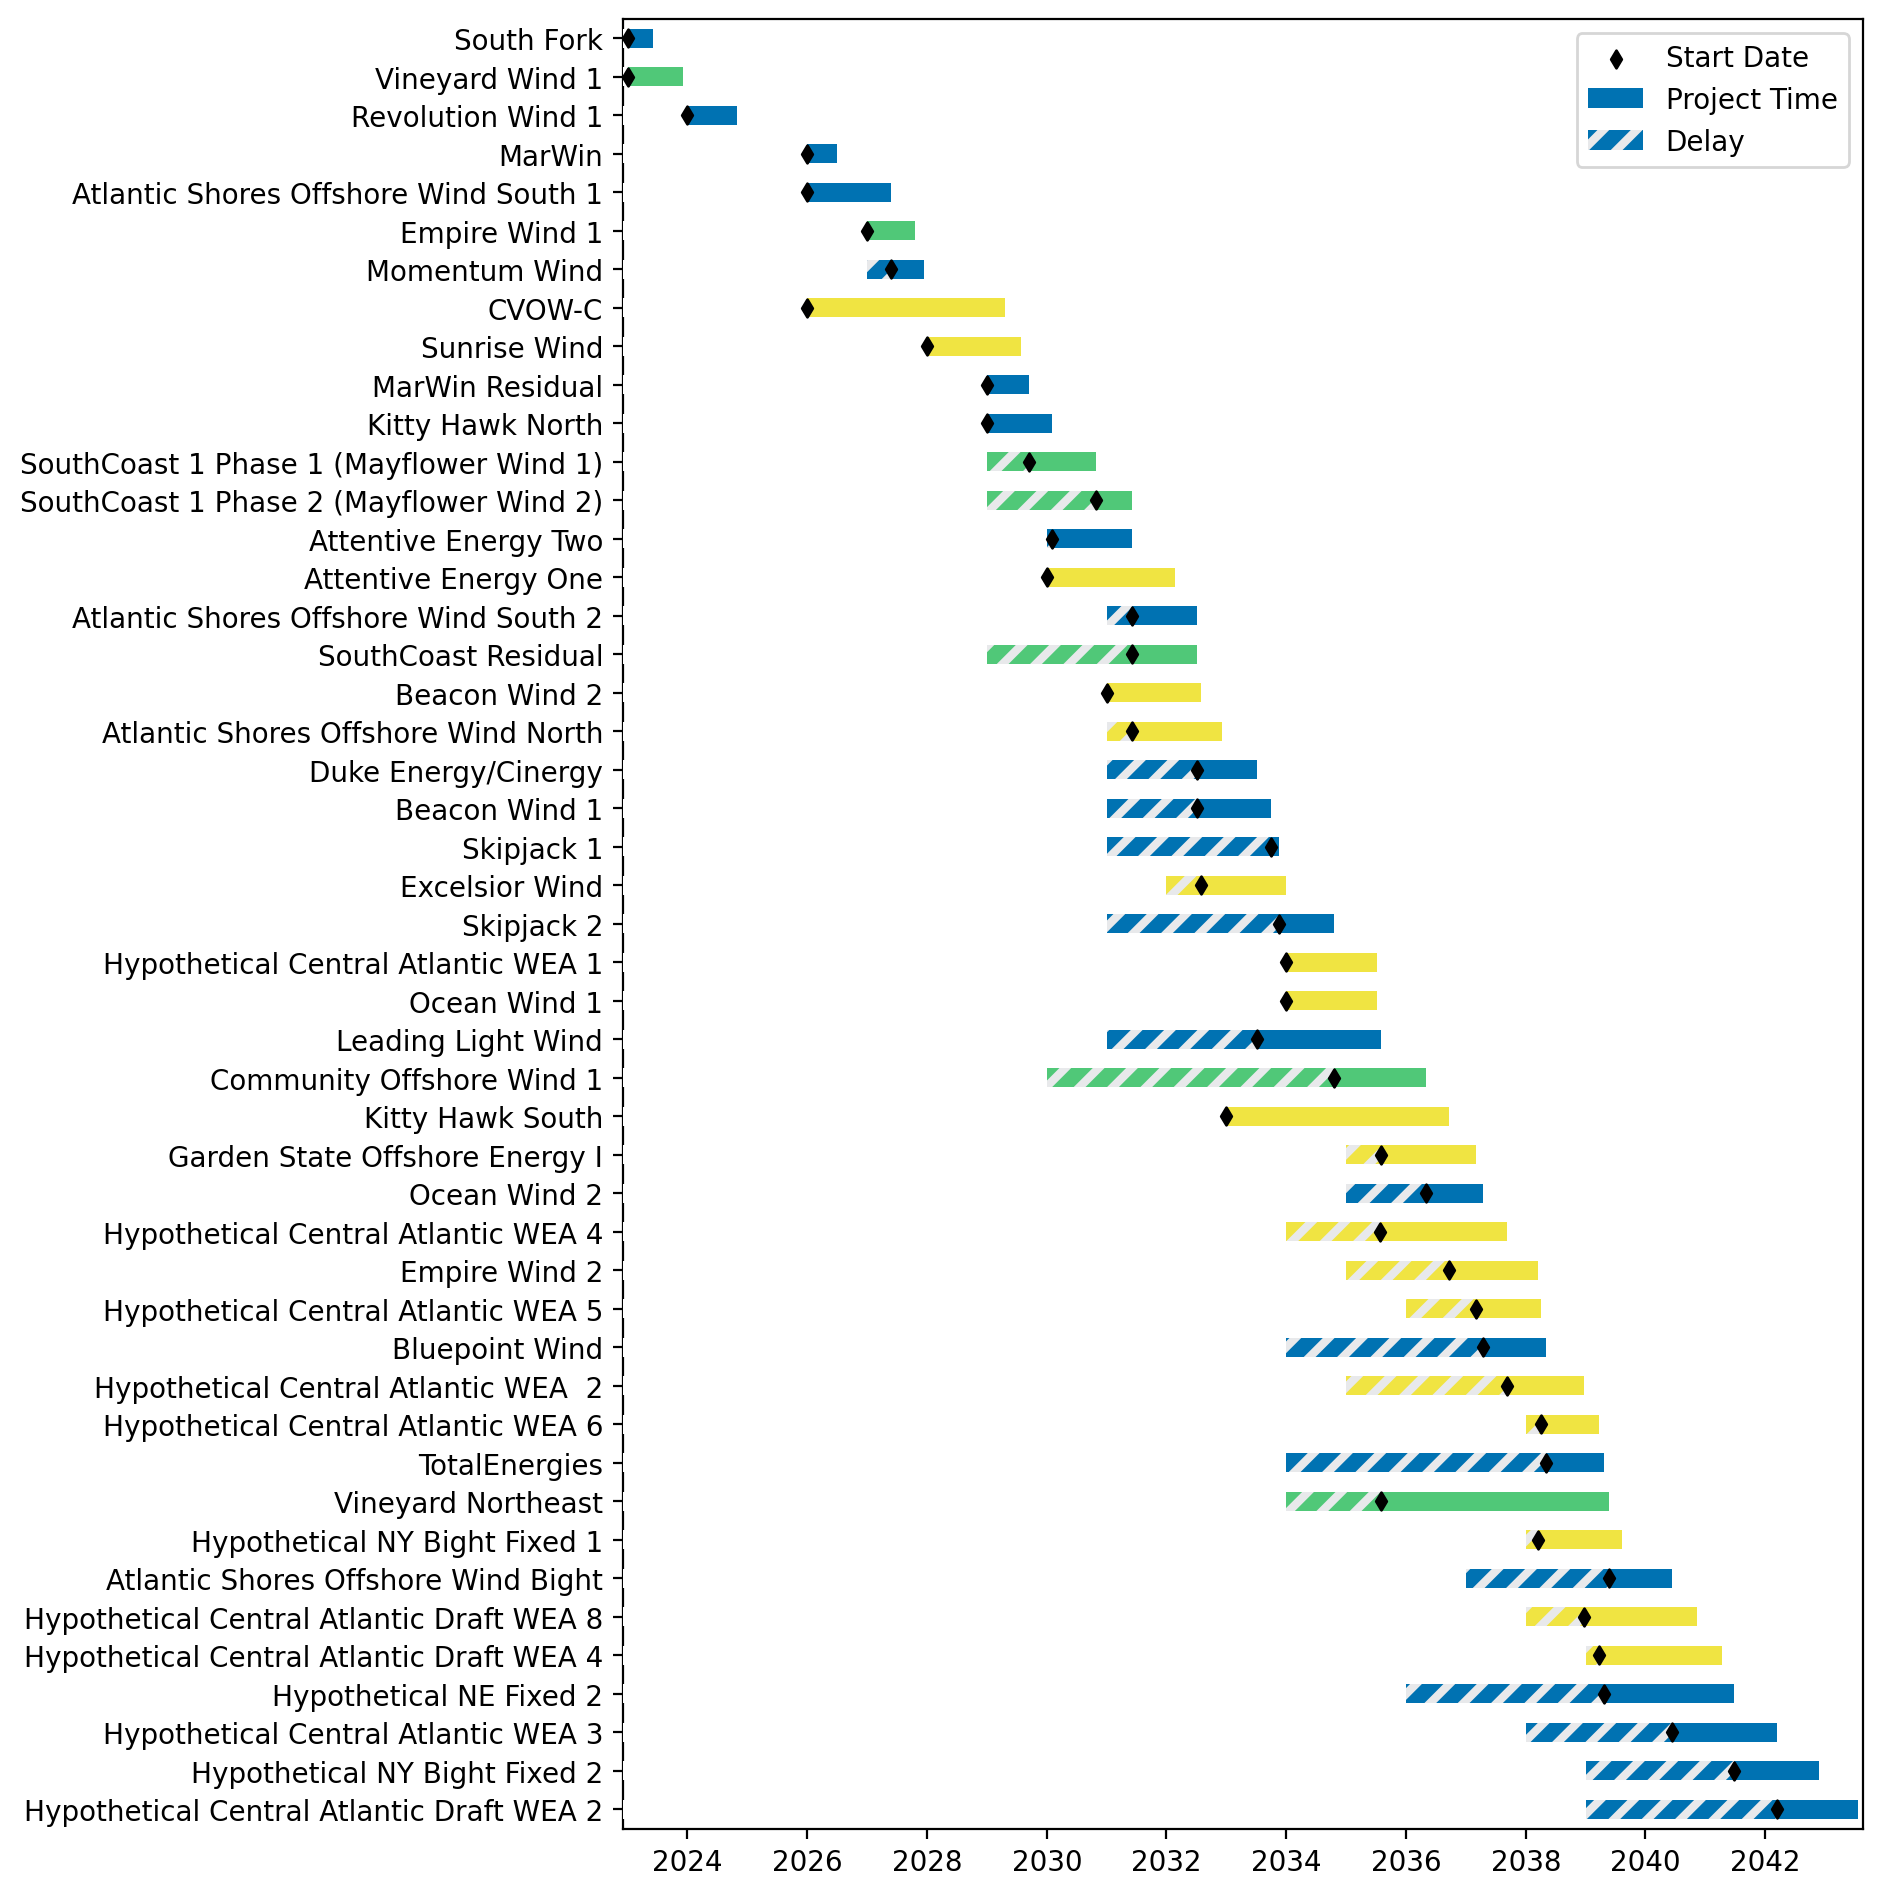 South Fork
Vineyard Wind 1
Revolution Wind 1
MarWin
Atlantic Shores Offshore Wind South 1
Empire Wind 1
Momentum Wind
CVOW-C
Sunrise Wind
MarWin Residual
Kitty Hawk North
SouthCoast 1 Phase 1 (Mayflower Wind 1)
SouthCoast 1 Phase 2 (Mayflower Wind 2)
Attentive Energy Two
Attentive Energy One
Atlantic Shores Offshore Wind South 2
SouthCoast Residual
Beacon Wind 2
Atlantic Shores Offshore Wind North
Duke Energy/Cinergy
Beacon Wind 1
Skipjack 1
Excelsior Wind
Skipjack 2
Hypothetical Central Atlantic WEA 1
Ocean Wind 1
Leading Light Wind
Community Offshore Wind 1
Kitty Hawk South
Garden State Offshore Energy I
Ocean Wind 2
Hypothetical Central Atlantic WEA 4
Empire Wind 2
Hypothetical Central Atlantic WEA 5
Bluepoint Wind
Hypothetical Central Atlantic WEA  2
Hypothetical Central Atlantic WEA 6
TotalEnergies
Vineyard Northeast
Hypothetical NY Bight Fixed 1
Atlantic Shores Offshore Wind Bight
Hypothetical Central Atlantic Draft WEA 8
Hypothetical Central Atlantic Draft WEA 4
Hypothetical NE Fixed 2
Hypothetical Central Atlantic WEA 3
Hypothetical NY Bight Fixed 2
Hypothetical Central Atlantic Draft WEA 2
Start Date
Project Time
Delay
2024 2026 2028 2030 2032 2034 2036 2038 2040 2042